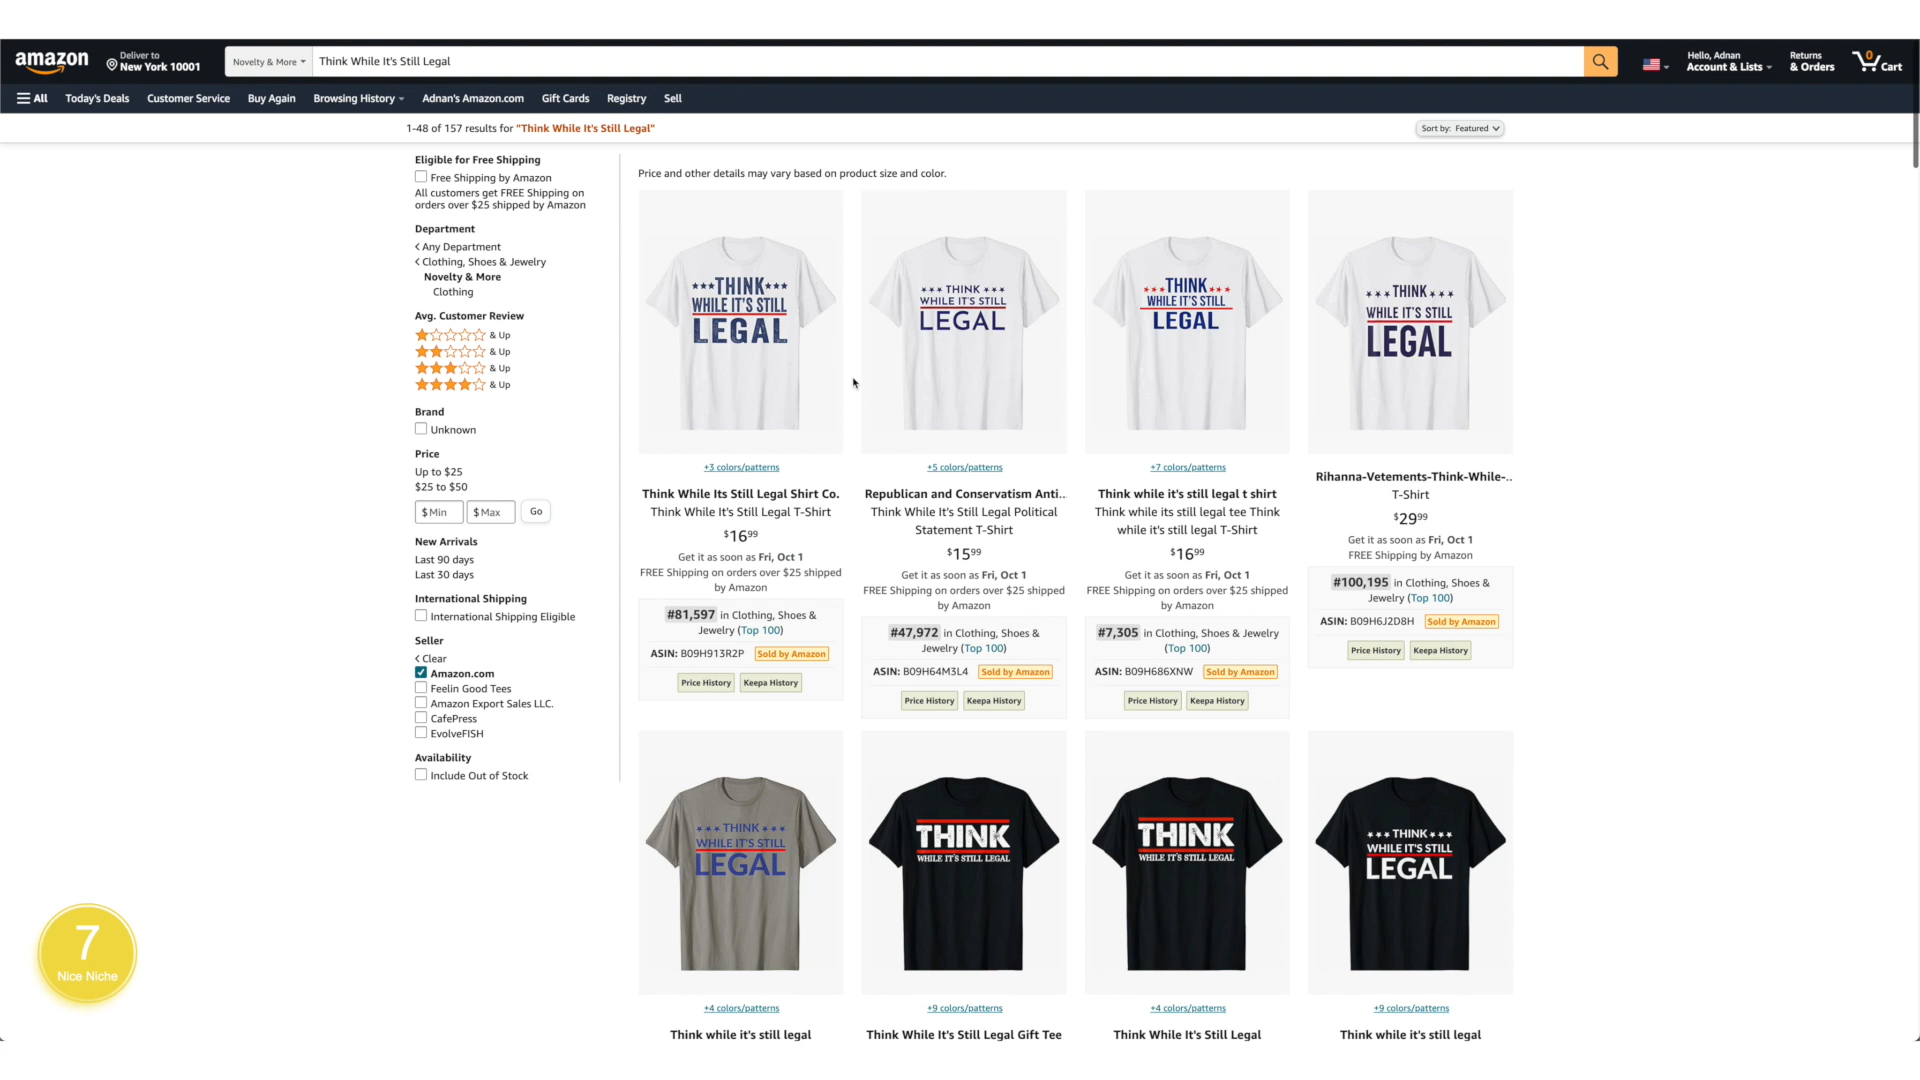 amazon
Deliver to
New York 10001
Novelty & More
Think While It's Still Legal
Hello, Adnan
Account & Lists
Returns
& Orders
0
Cart
All
Today's Deals
Customer Service
Buy Again
Browsing History
Adnan's Amazon.com
Gift Cards
Registry
Sell
1-48 of 157 results for "Think While It's Still Legal"
Sort by: Featured
Eligible for Free Shipping
Free Shipping by Amazon
All customers get FREE Shipping on
orders over $25 shipped by Amazon
Department
Any Department
Clothing, Shoes & Jewelry
Novelty & More
Clothing
Avg. Customer Review
& Up
& Up
& Up
& Up
Brand
Unknown
Price
Up to $25
$25 to $50
$ Min
$ Max
Go
New Arrivals
Last 90 days
Last 30 days
International Shipping
International Shipping Eligible
Seller
Clear
Amazon.com
Feelin Good Tees
Amazon Export Sales LLC.
CafePress
EvolveFISH
Availability
Include Out of Stock
7
Nice Niche
Price and other details may vary based on product size and color.
THINK
WHILE IT'S STILL
LEGAL
+3 colors/patterns
Think While Its Still Legal Shirt Co.
Think While It's Still Legal T-Shirt
$1699
Get it as soon as Fri, Oct 1
FREE Shipping on orders over $25 shipped
by Amazon
#81,597 in Clothing, Shoes &
Jewelry (Top 100)
ASIN: B09H913R2P Sold by Amazon
Price History Keepa History
THINK
WHILE IT'S STILL
LEGAL
+5 colors/patterns
Republican and Conservatism Anti...
Think While It's Still Legal Political
Statement T-Shirt
$1599
Get it as soon as Fri, Oct 1
FREE Shipping on orders over $25 shipped
by Amazon
#47,972 in Clothing, Shoes &
Jewelry (Top 100)
ASIN: B09H64M3L4 Sold by Amazon
Price History Keepa History
THINK
WHILE IT'S STILL
LEGAL
+7 colors/patterns
Think while it's still legal t shirt
Think while its still legal tee Think
while it's still legal T-Shirt
$1699
Get it as soon as Fri, Oct 1
FREE Shipping on orders over $25 shipped
by Amazon
#7,305 in Clothing, Shoes & Jewelry
(Top 100)
ASIN: B09H686XNW Sold by Amazon
Price History Keepa History
THINK
WHILE IT'S STILL
LEGAL
Rihanna-Vetements-Think-While-..
T-Shirt
$2999
Get it as soon as Fri, Oct 1
FREE Shipping by Amazon
#100,195 in Clothing, Shoes &
Jewelry (Top 100)
ASIN: B09H6J2D8H Sold by Amazon
Price History Keepa History
THINK
WHILE IT'S STILL
LEGAL
+4 colors/patterns
Think while it's still legal
THINK
WHILE IT'S STILL LEGAL
+9 colors/patterns
Think While It's Still Legal Gift Tee
THINK
WHILE IT'S STILL LEGAL
+4 colors/patterns
Think While It's Still Legal
THINK
WHILE IT'S STILL
LEGAL
+9 colors/patterns
Think while it's still legal